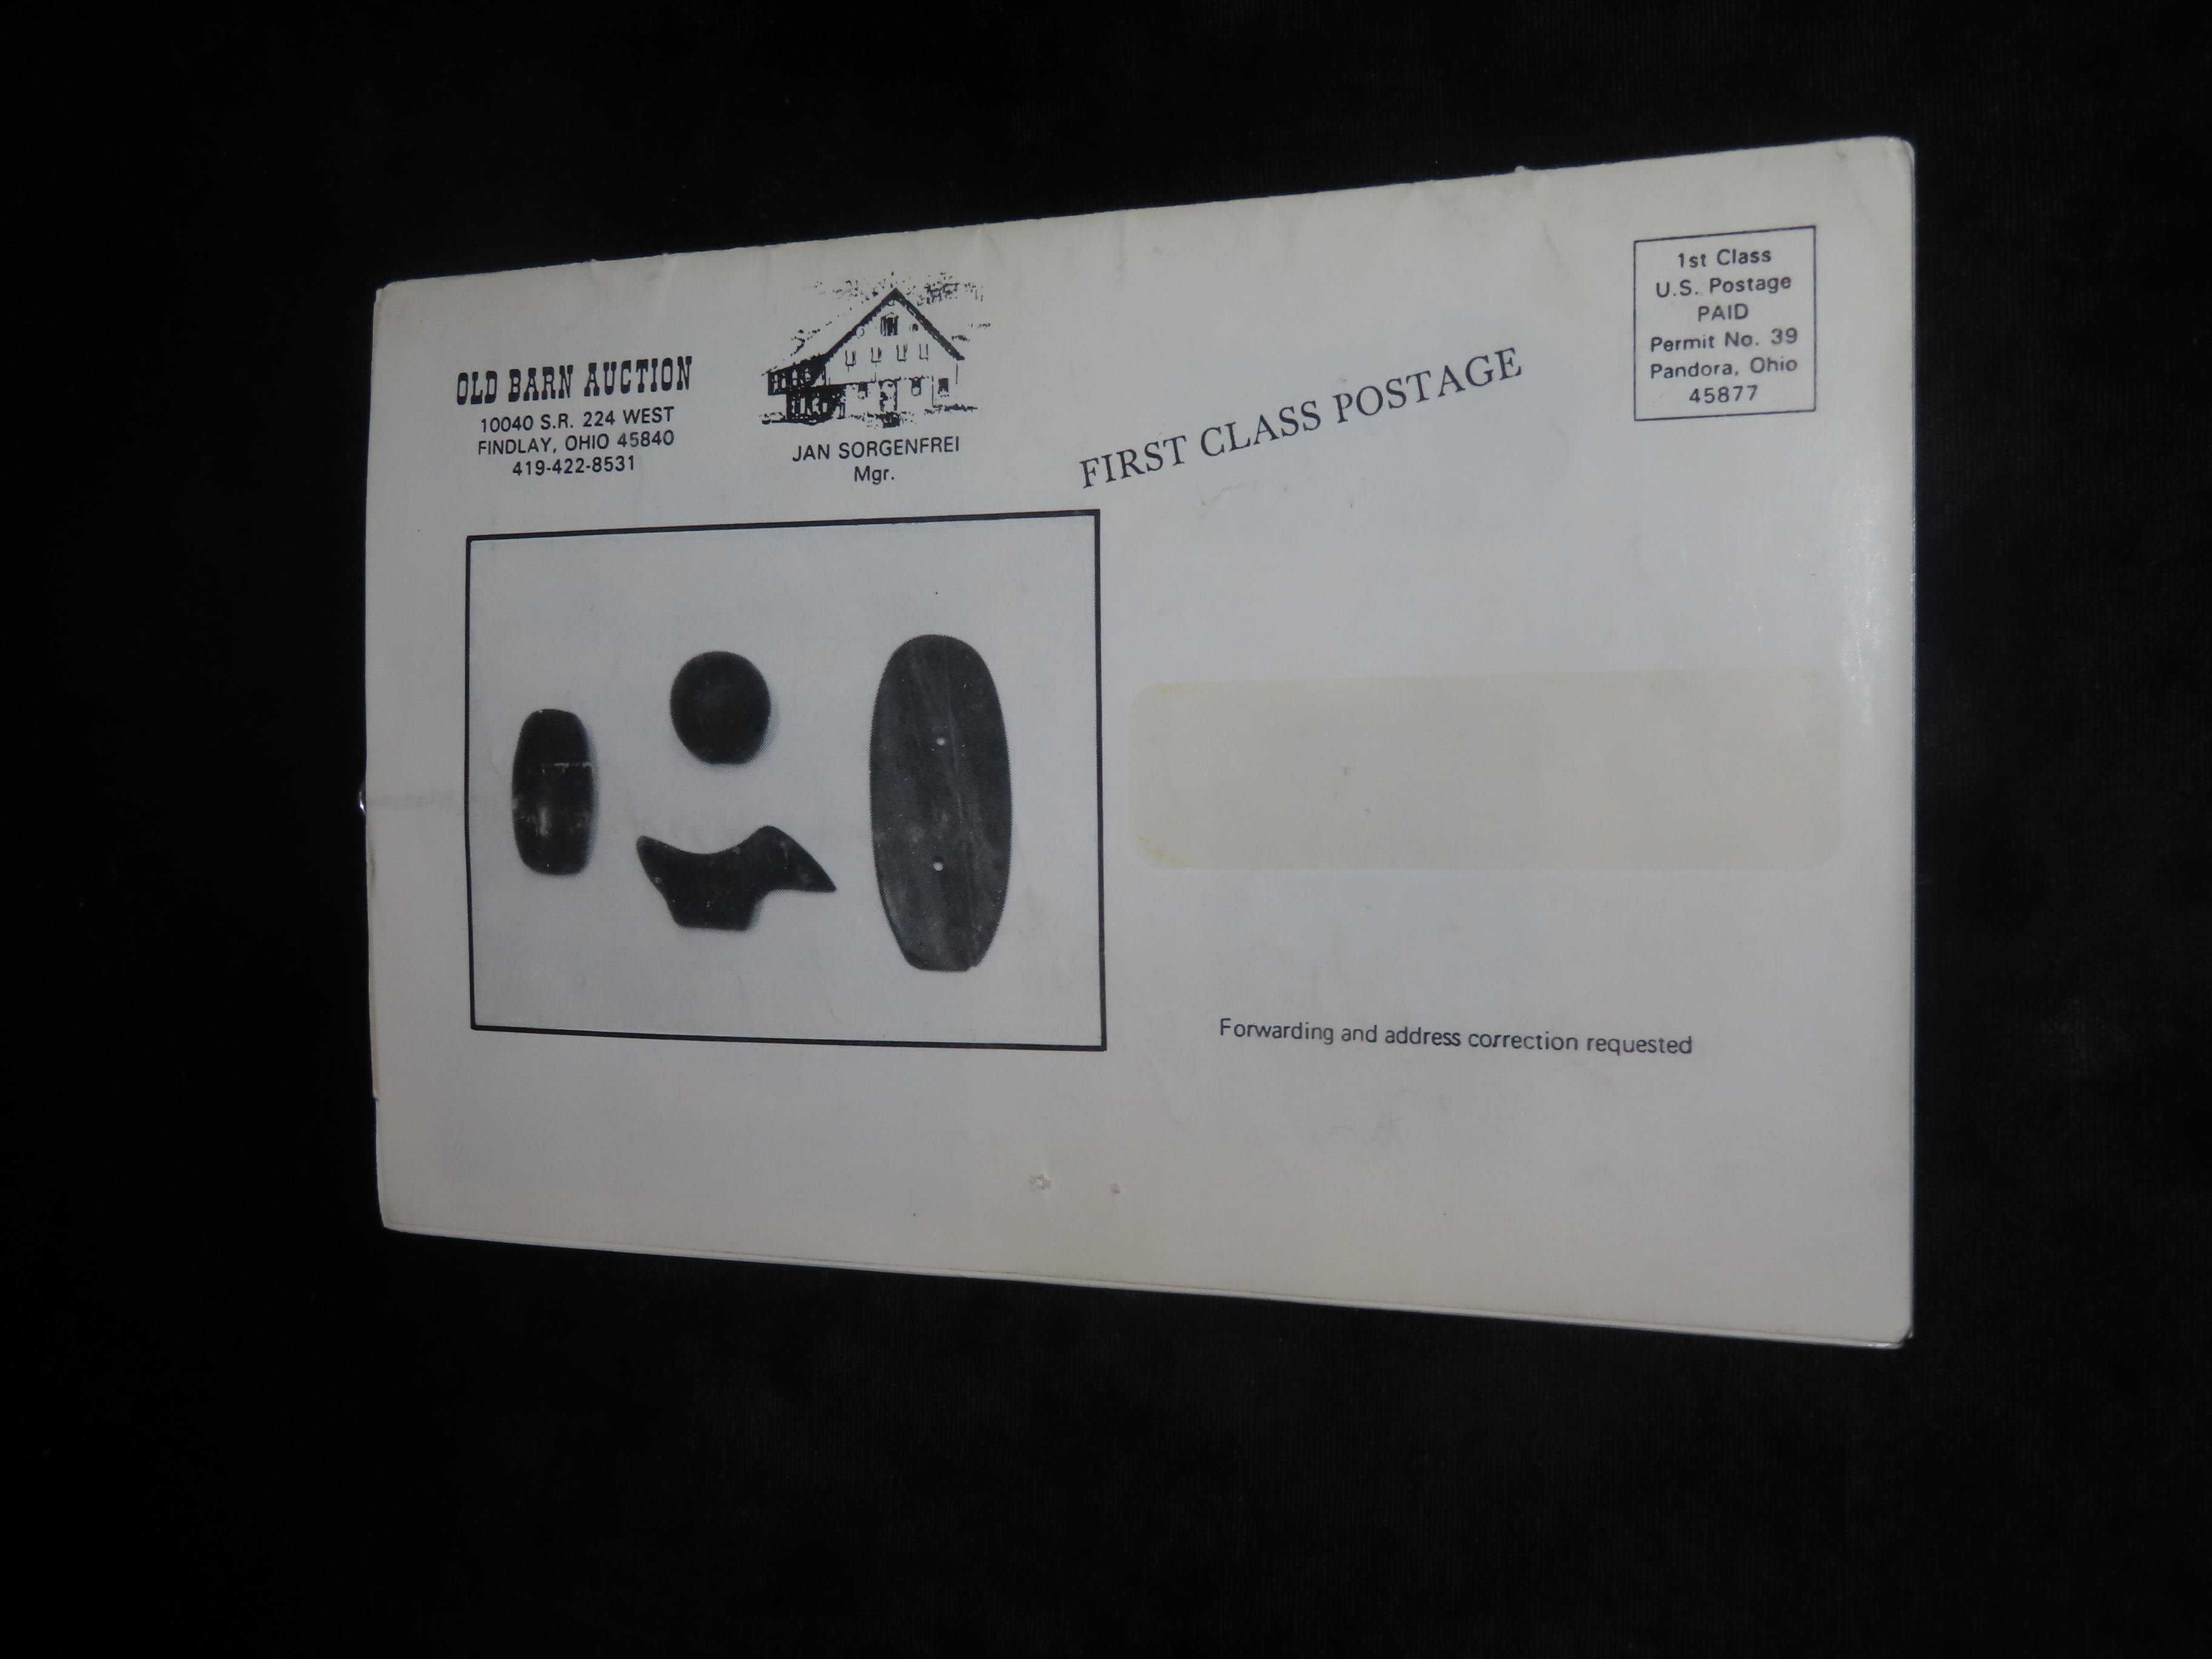 OLD BARN AUCTION
10040 S.R. 224 WEST
FINDLAY, OHIO 45840
419-422-8531
JAN SORGENFREI
Mgr.
FIRST CLASS POSTAGE
1st Class
U.S. Postage
PAID
Permit No. 39
Pandora, Ohio
45877
Forwarding and address correction requested